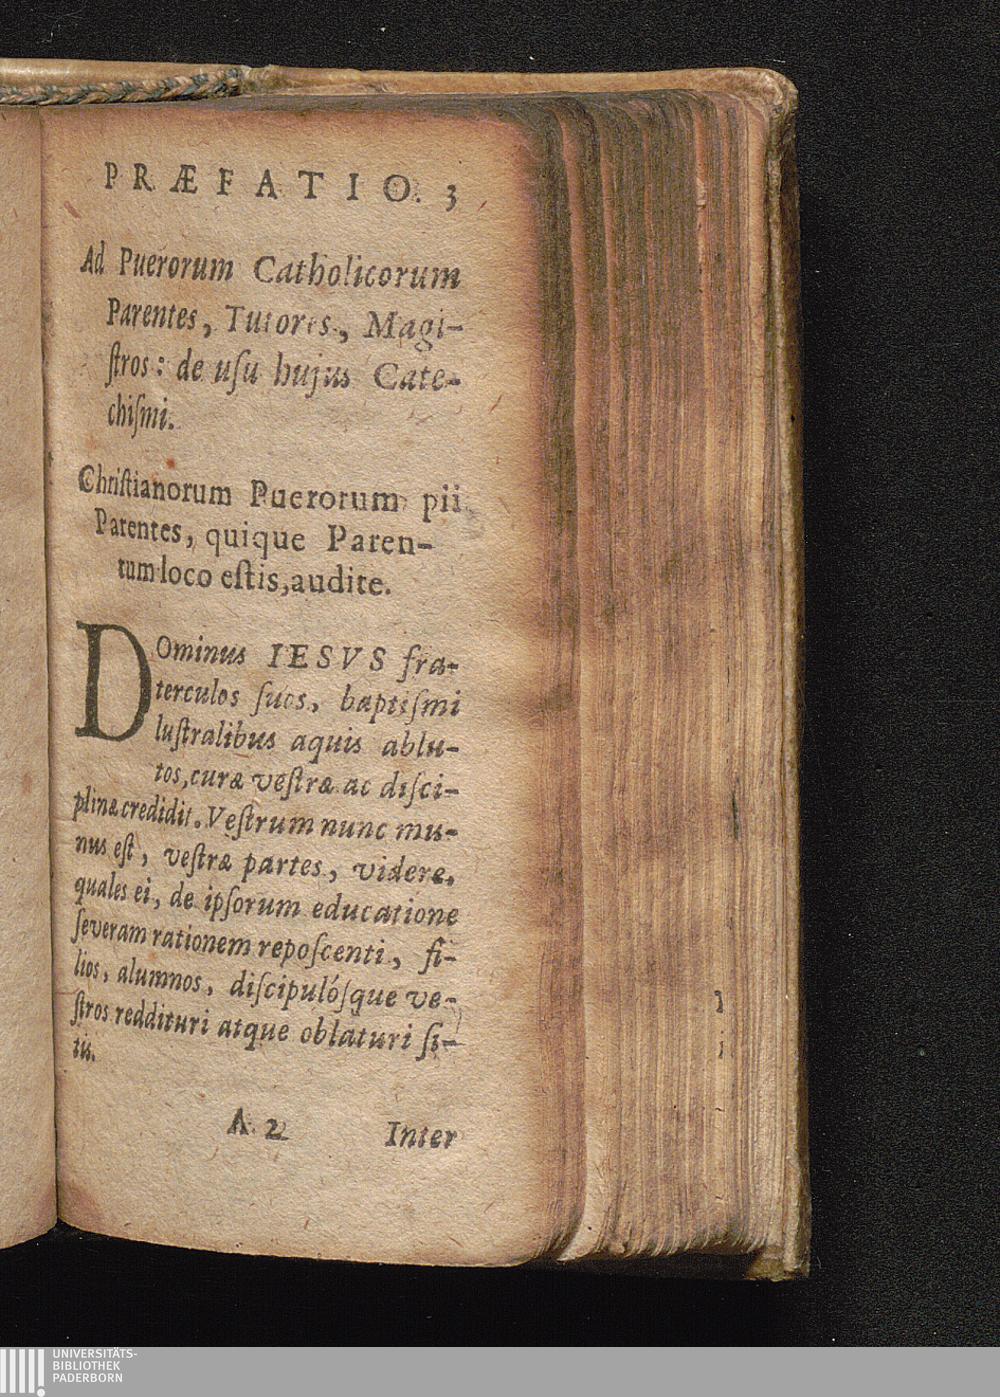 PRÆFATIO. 3
Ad Puerorum Catholicorum
Parentes, Tutores, Magi-
ſtros: de uſu hujus Cate-
chiſmi.
Chriſtianorum Puerorum pii
Parentes, quique Paren-
tum loco eſtis, audite.
DOminus IESVS fra-
terculos ſuos, baptiſmi
luſtralibus aquis ablu-
tos, curæ veſtræ ac diſci-
plinæ credidit. Veſtrum nunc mu-
nus eſt, veſtræ partes, videre,
quales ei, de ipſorum educatione
ſeveram rationem repoſcenti, fi-
lios, alumnos, diſcipulóſque ve-
ſtros reddituri atque oblaturi ſi-
tis.
A 2 Inter
UNIVERSITÄTS-
BIBLIOTHEK
PADERBORN